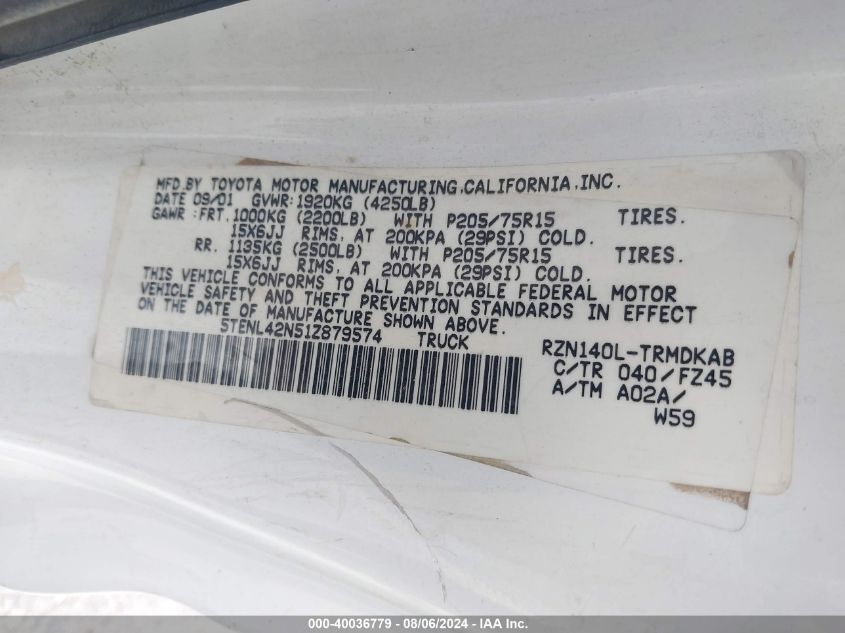 MFD.BY TOYOTA MOTOR MANUFACTURING,CALIFORNIA,INC.
DATE 09/01 GVWR:1920KG (4250LB)
GAWR :FRT.1000KG (2200LB) WITH P205/75R15 TIRES.
15X6JJ RIMS, AT 200KPA (29PSI) COLD.
RR. 1135KG (2500LB) WITH P205/75R15 TIRES.
15X6JJ RIMS, AT 200KPA (29PSI) COLD.
THIS VEHICLE CONFORMS TO ALL APPLICABLE FEDERAL MOTOR
VEHICLE SAFETY AND THEFT PREVENTION STANDARDS IN EFFECT
ON THE DATE OF MANUFACTURE SHOWN ABOVE.
5TENL42N51Z879574 TRUCK
RZN140L-TRMDKAB
C/TR 040/FZ45
A/TM A02A/
W59
000-40036779 - 08/06/2024 - IAA Inc.